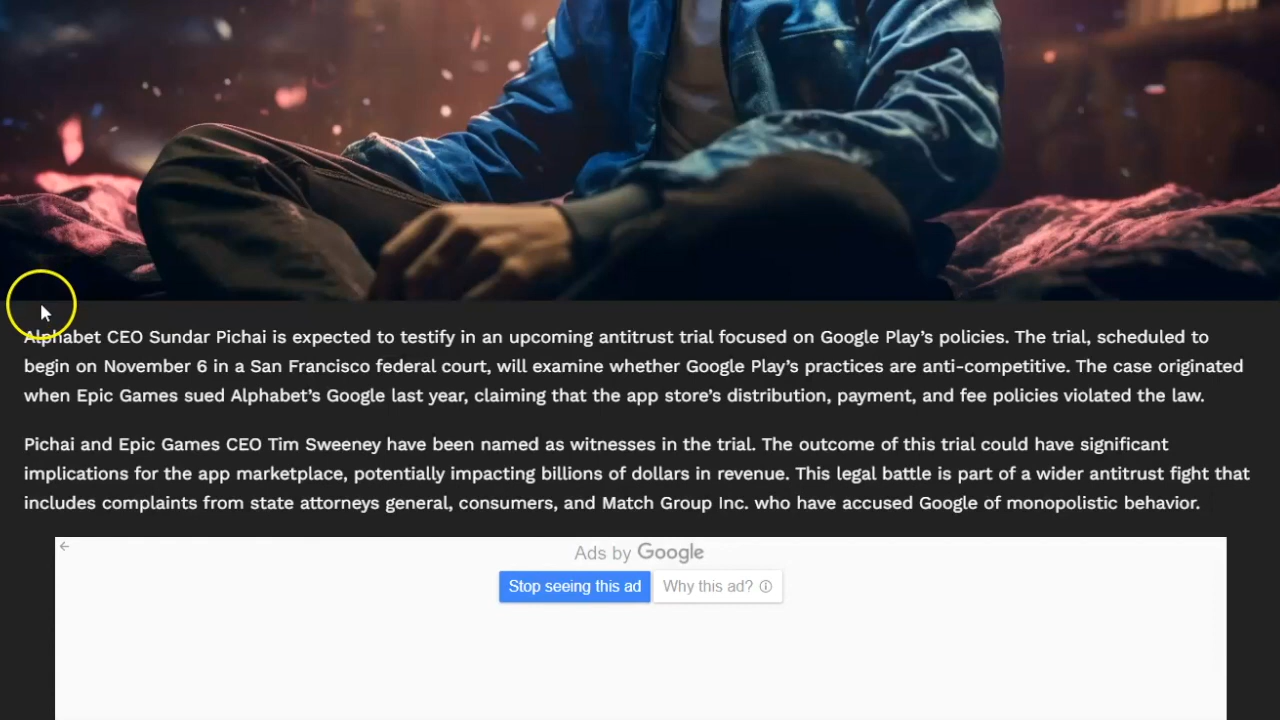 Alphabet CEO Sundar Pichai is expected to testify in an upcoming antitrust trial focused on Google Play’s policies. The trial, scheduled to
begin on November 6 in a San Francisco federal court, will examine whether Google Play’s practices are anti-competitive. The case originated
when Epic Games sued Alphabet’s Google last year, claiming that the app store’s distribution, payment, and fee policies violated the law.
Pichai and Epic Games CEO Tim Sweeney have been named as witnesses in the trial. The outcome of this trial could have significant
implications for the app marketplace, potentially impacting billions of dollars in revenue. This legal battle is part of a wider antitrust fight that
includes complaints from state attorneys general, consumers, and Match Group Inc. who have accused Google of monopolistic behavior.
Ads by Google
Stop seeing this ad Why this ad?